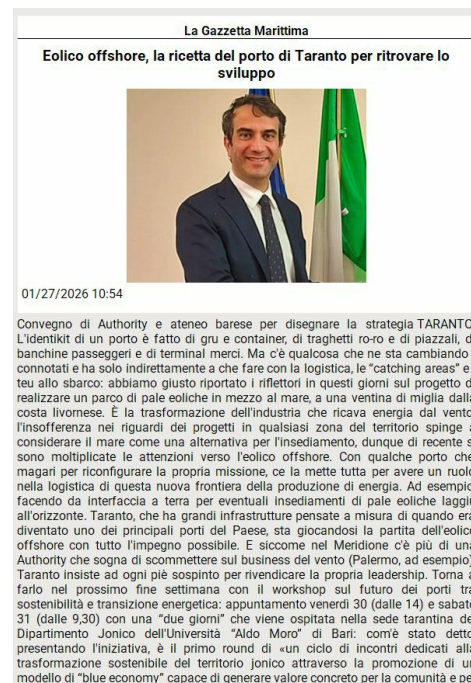 La Gazzetta Marittima
Eolico offshore, la ricetta del porto di Taranto per ritrovare lo
sviluppo
01/27/2026 10:54
Convegno di Authority e ateneo barese per disegnare la strategia TARANTO
L'identikit di un porto è fatto di gru e container, di traghetti ro-ro e di piazzali, d
banchine passeggeri e di terminal merci. Ma c'è qualcosa che ne sta cambiando
connotati e ha solo indirettamente a che fare con la logistica, le “catching areas” e
teu allo sbarco: abbiamo giusto riportato i riflettori in questi giorni sul progetto d
realizzare un parco di pale eoliche in mezzo al mare, a una ventina di miglia dalla
costa livornese. È la trasformazione dell'industria che ricava energia dal vento
l'insofferenza nei riguardi dei progetti in qualsiasi zona del territorio spinge a
considerare il mare come una alternativa per l'insediamento, dunque di recente s
sono moltiplicate le attenzioni verso l'eolico offshore. Con qualche porto che
magari per riconfigurare la propria missione, ce la mette tutta per avere un ruolo
nella logistica di questa nuova frontiera della produzione di energia. Ad esempio
facendo da interfaccia a terra per eventuali insediamenti di pale eoliche laggiù
all'orizzonte. Taranto, che ha grandi infrastrutture pensate a misura di quando era
diventato uno dei principali porti del Paese, sta giocandosi la partita dell'eolico
offshore con tutto l'impegno possibile. E siccome nel Meridione c'è più di una
Authority che sogna di scommettere sul business del vento (Palermo, ad esempio)
Taranto insiste ad ogni piè sospinto per rivendicare la propria leadership. Torna a
farlo nel prossimo fine settimana con il workshop sul futuro dei porti tra
sostenibilità e transizione energetica: appuntamento venerdì 30 (dalle 14) e sabato
31 (dalle 9,30) con una “due giorni” che viene ospitata nella sede tarantina del
Dipartimento Jonico dell'Università “Aldo Moro” di Bari: com'è stato detto
presentando l'iniziativa, è il primo round di «un ciclo di incontri dedicati alla
trasformazione sostenibile del territorio jonico attraverso la promozione di un
modello di “blue economy” capace di generare valore concreto per la comunità e pe